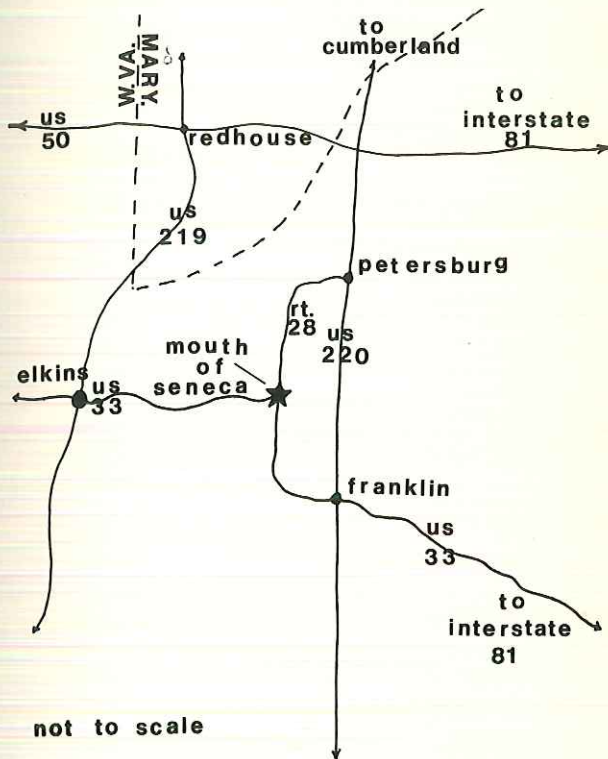 to
cumberland
W.VA.
MARY.
us
50
redhouse
to
interstate
81
us
219
petersburg
rt.
28
us
220
mouth
of
seneca
elkins
us
33
franklin
us
33
to
interstate
81
not to scale